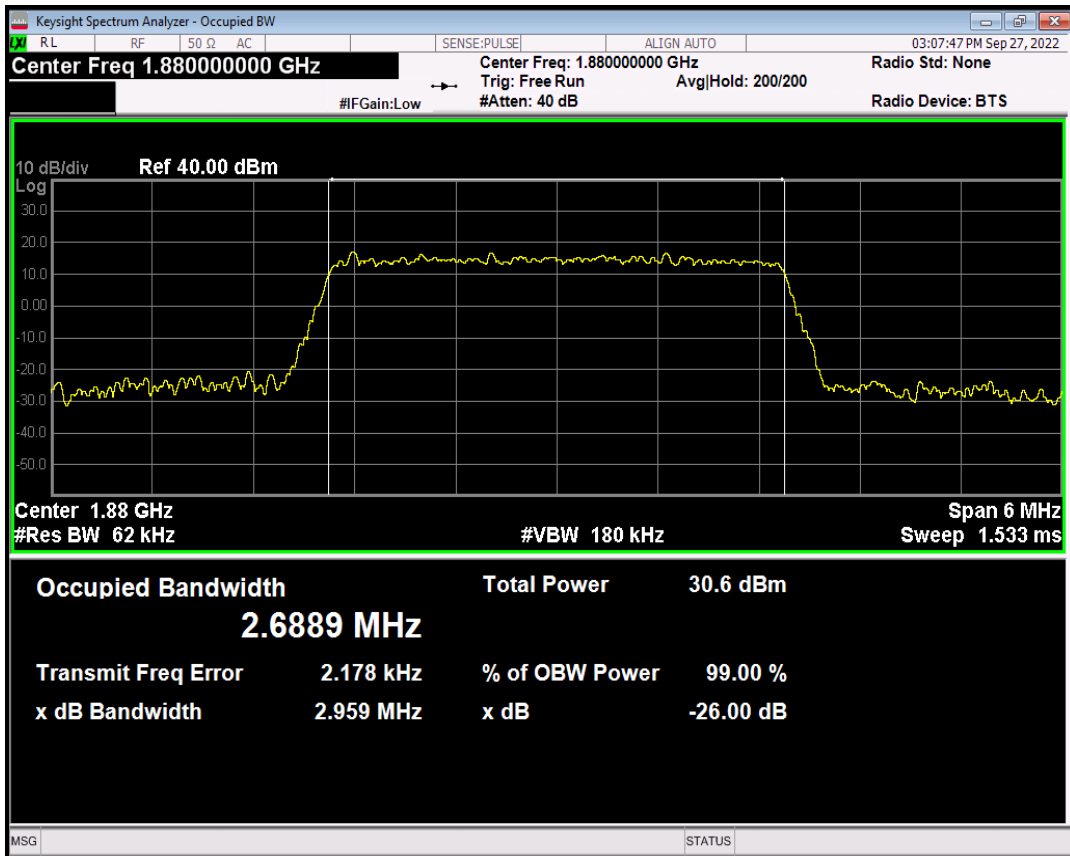 Keysight Spectrum Analyzer - Occupied BW
LXI RL RF 50 Ω AC SENSE:PULSE ALIGN AUTO 03:07:47 PM Sep 27, 2022
Center Freq 1.880000000 GHz Center Freq: 1.880000000 GHz Radio Std: None
Trig: Free Run Avg|Hold: 200/200
#IFGain:Low #Atten: 40 dB Radio Device: BTS
10 dB/div Ref 40.00 dBm
Log
30.0
20.0
10.0
0.00
-10.0
-20.0
-30.0
-40.0
-50.0
Center 1.88 GHz Span 6 MHz
#Res BW 62 kHz #VBW 180 kHz Sweep 1.533 ms
Occupied Bandwidth Total Power 30.6 dBm
2.6889 MHz
Transmit Freq Error 2.178 kHz % of OBW Power 99.00 %
x dB Bandwidth 2.959 MHz x dB -26.00 dB
MSG STATUS